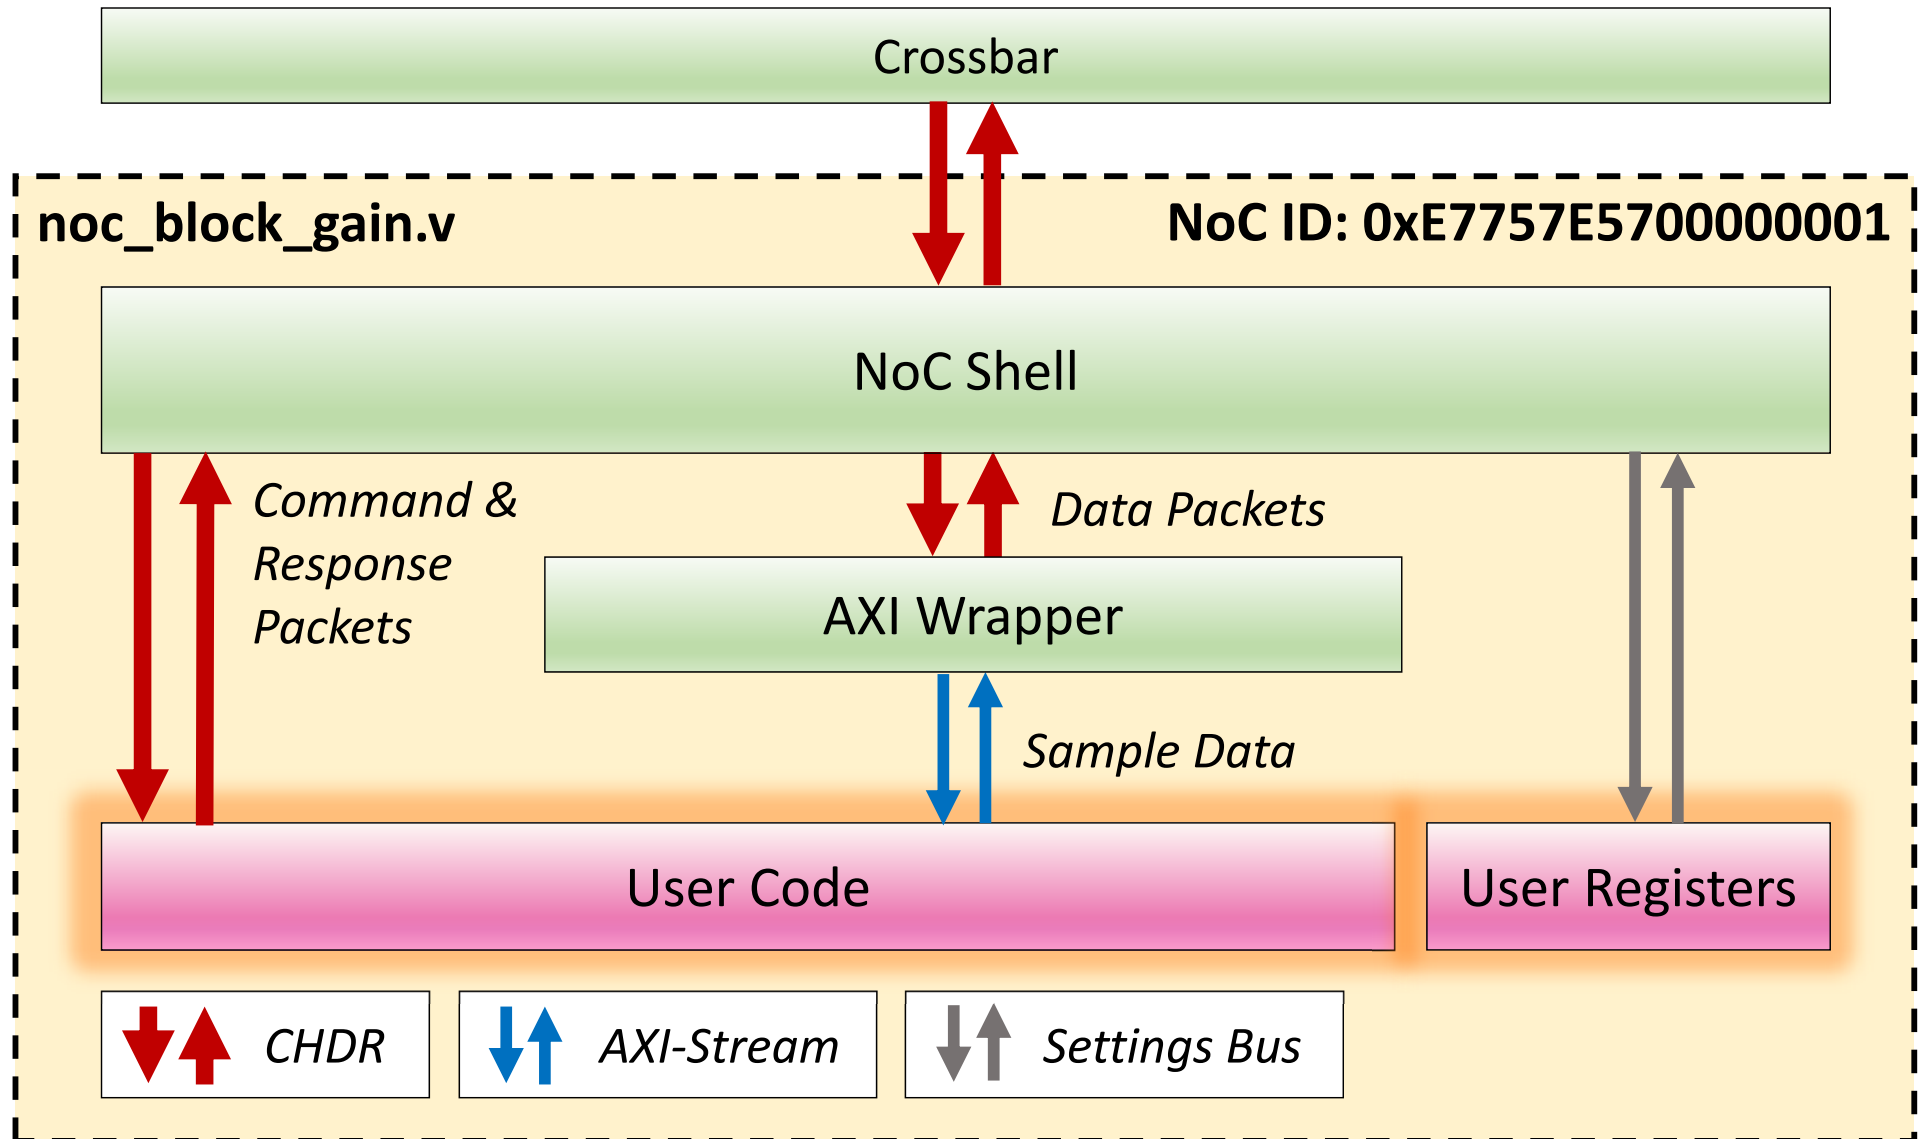 Crossbar
noc_block_gain.v
NoC ID: 0xE7757E5700000001
NoC Shell
Command &
Response
Packets
Data Packets
AXI Wrapper
Sample Data
User Code
User Registers
CHDR
AXI-Stream
Settings Bus